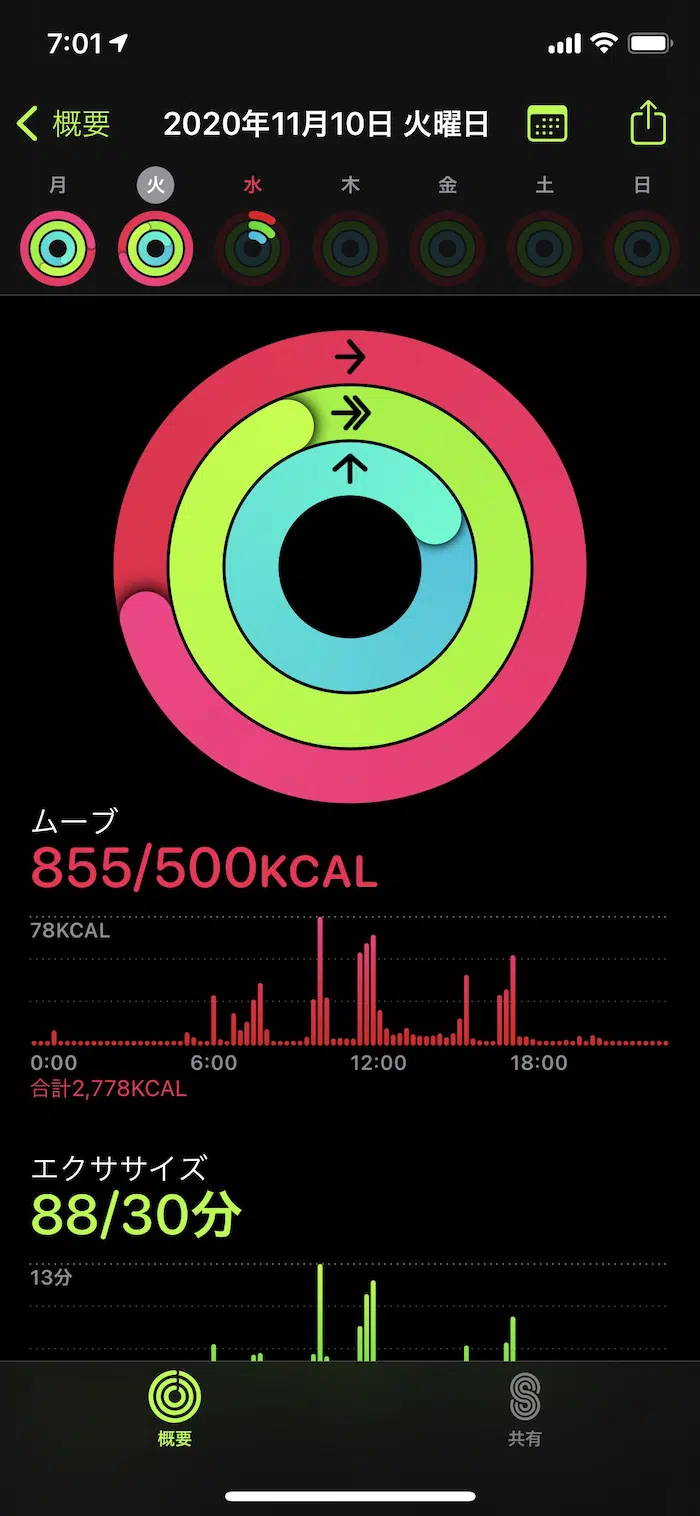 7:01
概要 2020年11月10日 火曜日
月 火 水 木 金 土 日
ムーブ
855/500KCAL
78KCAL
0:00 6:00 12:00 18:00
合計2,778KCAL
エクササイズ
88/30分
13分
概要 共有